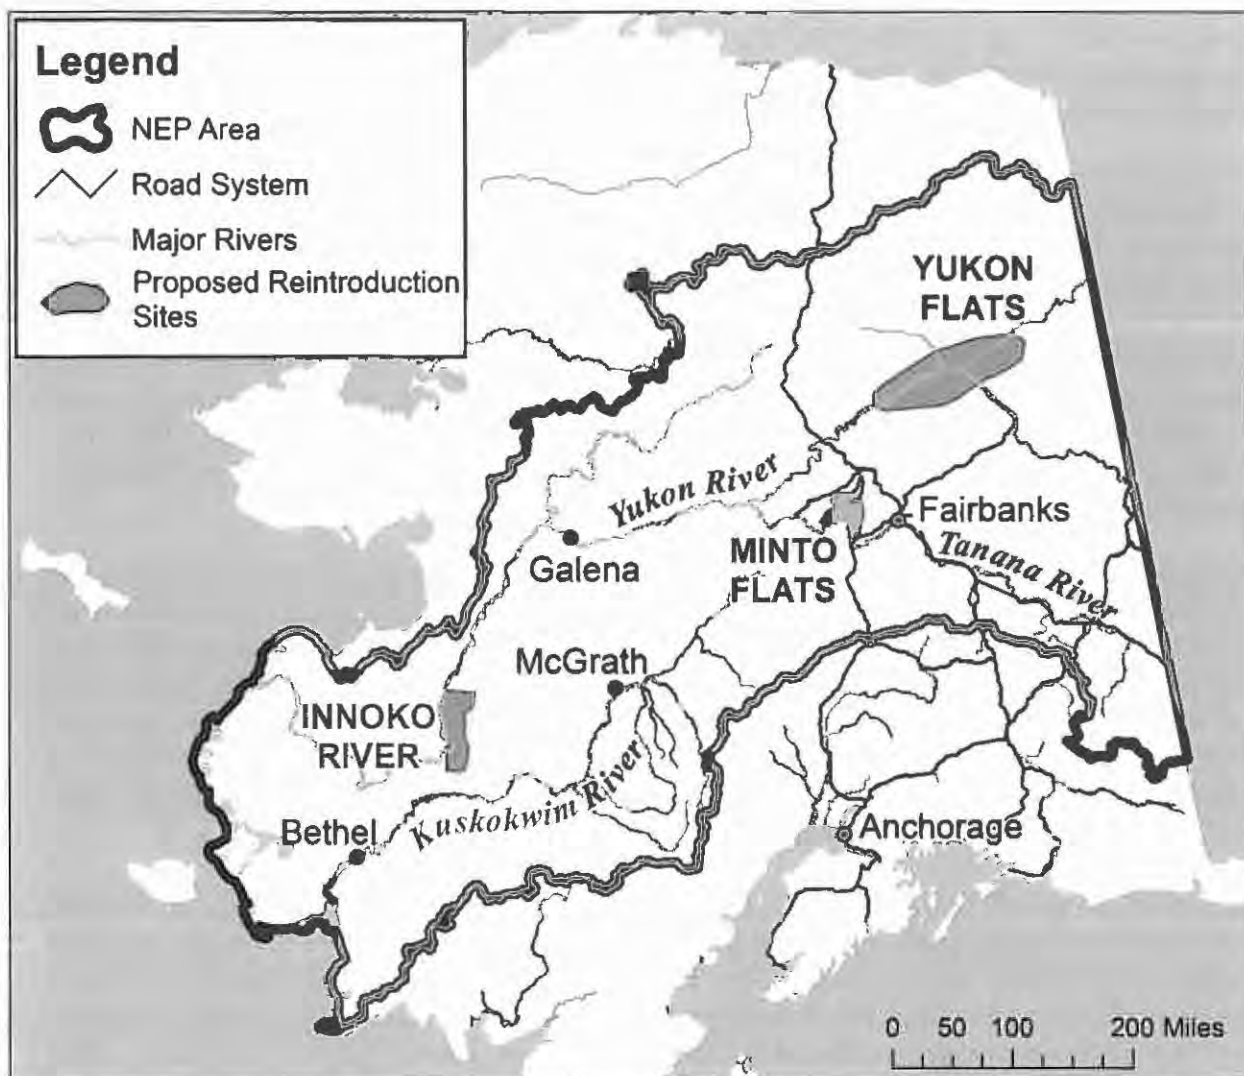 Legend
NEP Area
Road System
Major Rivers
Proposed Reintroduction
Sites
YUKON
FLATS
Yukon River
Fairbanks
Galena
MINTO
FLATS
Tanana River
McGrath
INNOKO
RIVER
Kuskokwim River
Bethel
Anchorage
0 50 100 200 Miles